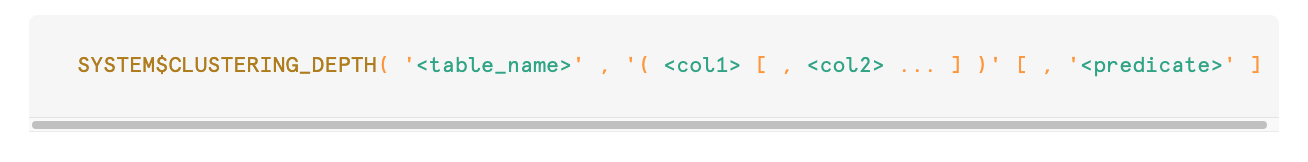 SYSTEM$CLUSTERING_DEPTH( '<table_name>' , '( <col1> [ , <col2> ... ] )' [ , '<predicate>' ]